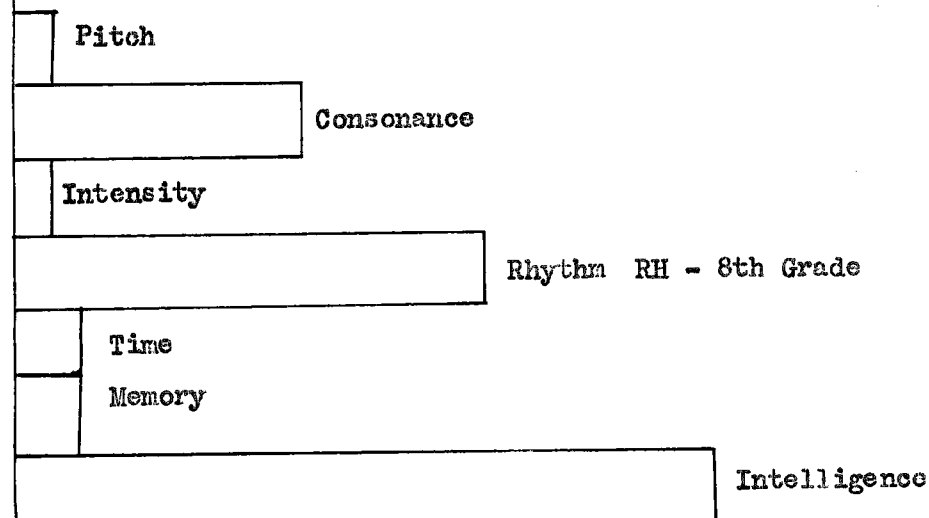 Pitch
Consonance
Intensity
Rhythm RH - 8th Grade
Time
Memory
Intelligence